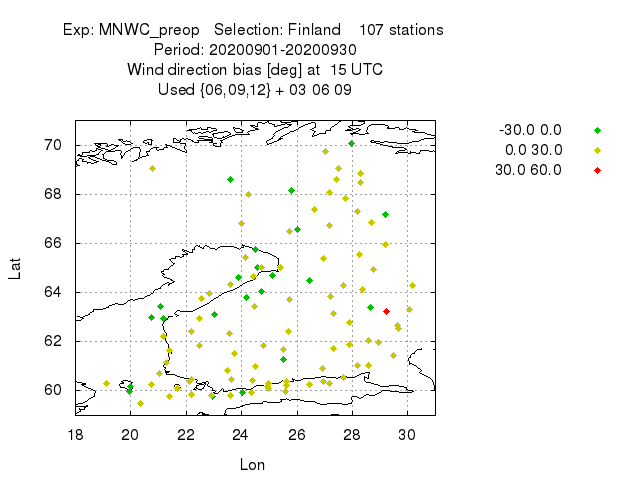 Exp: MNWC_preop   Selection: Finland    107 stations
Period: 20200901-20200930
Wind direction bias [deg] at  15 UTC
Used {06,09,12} + 03 06 09
-30.0 0.0
0.0 30.0
30.0 60.0
70
68
66
64
62
60
Lat
18 20 22 24 26 28 30
Lon